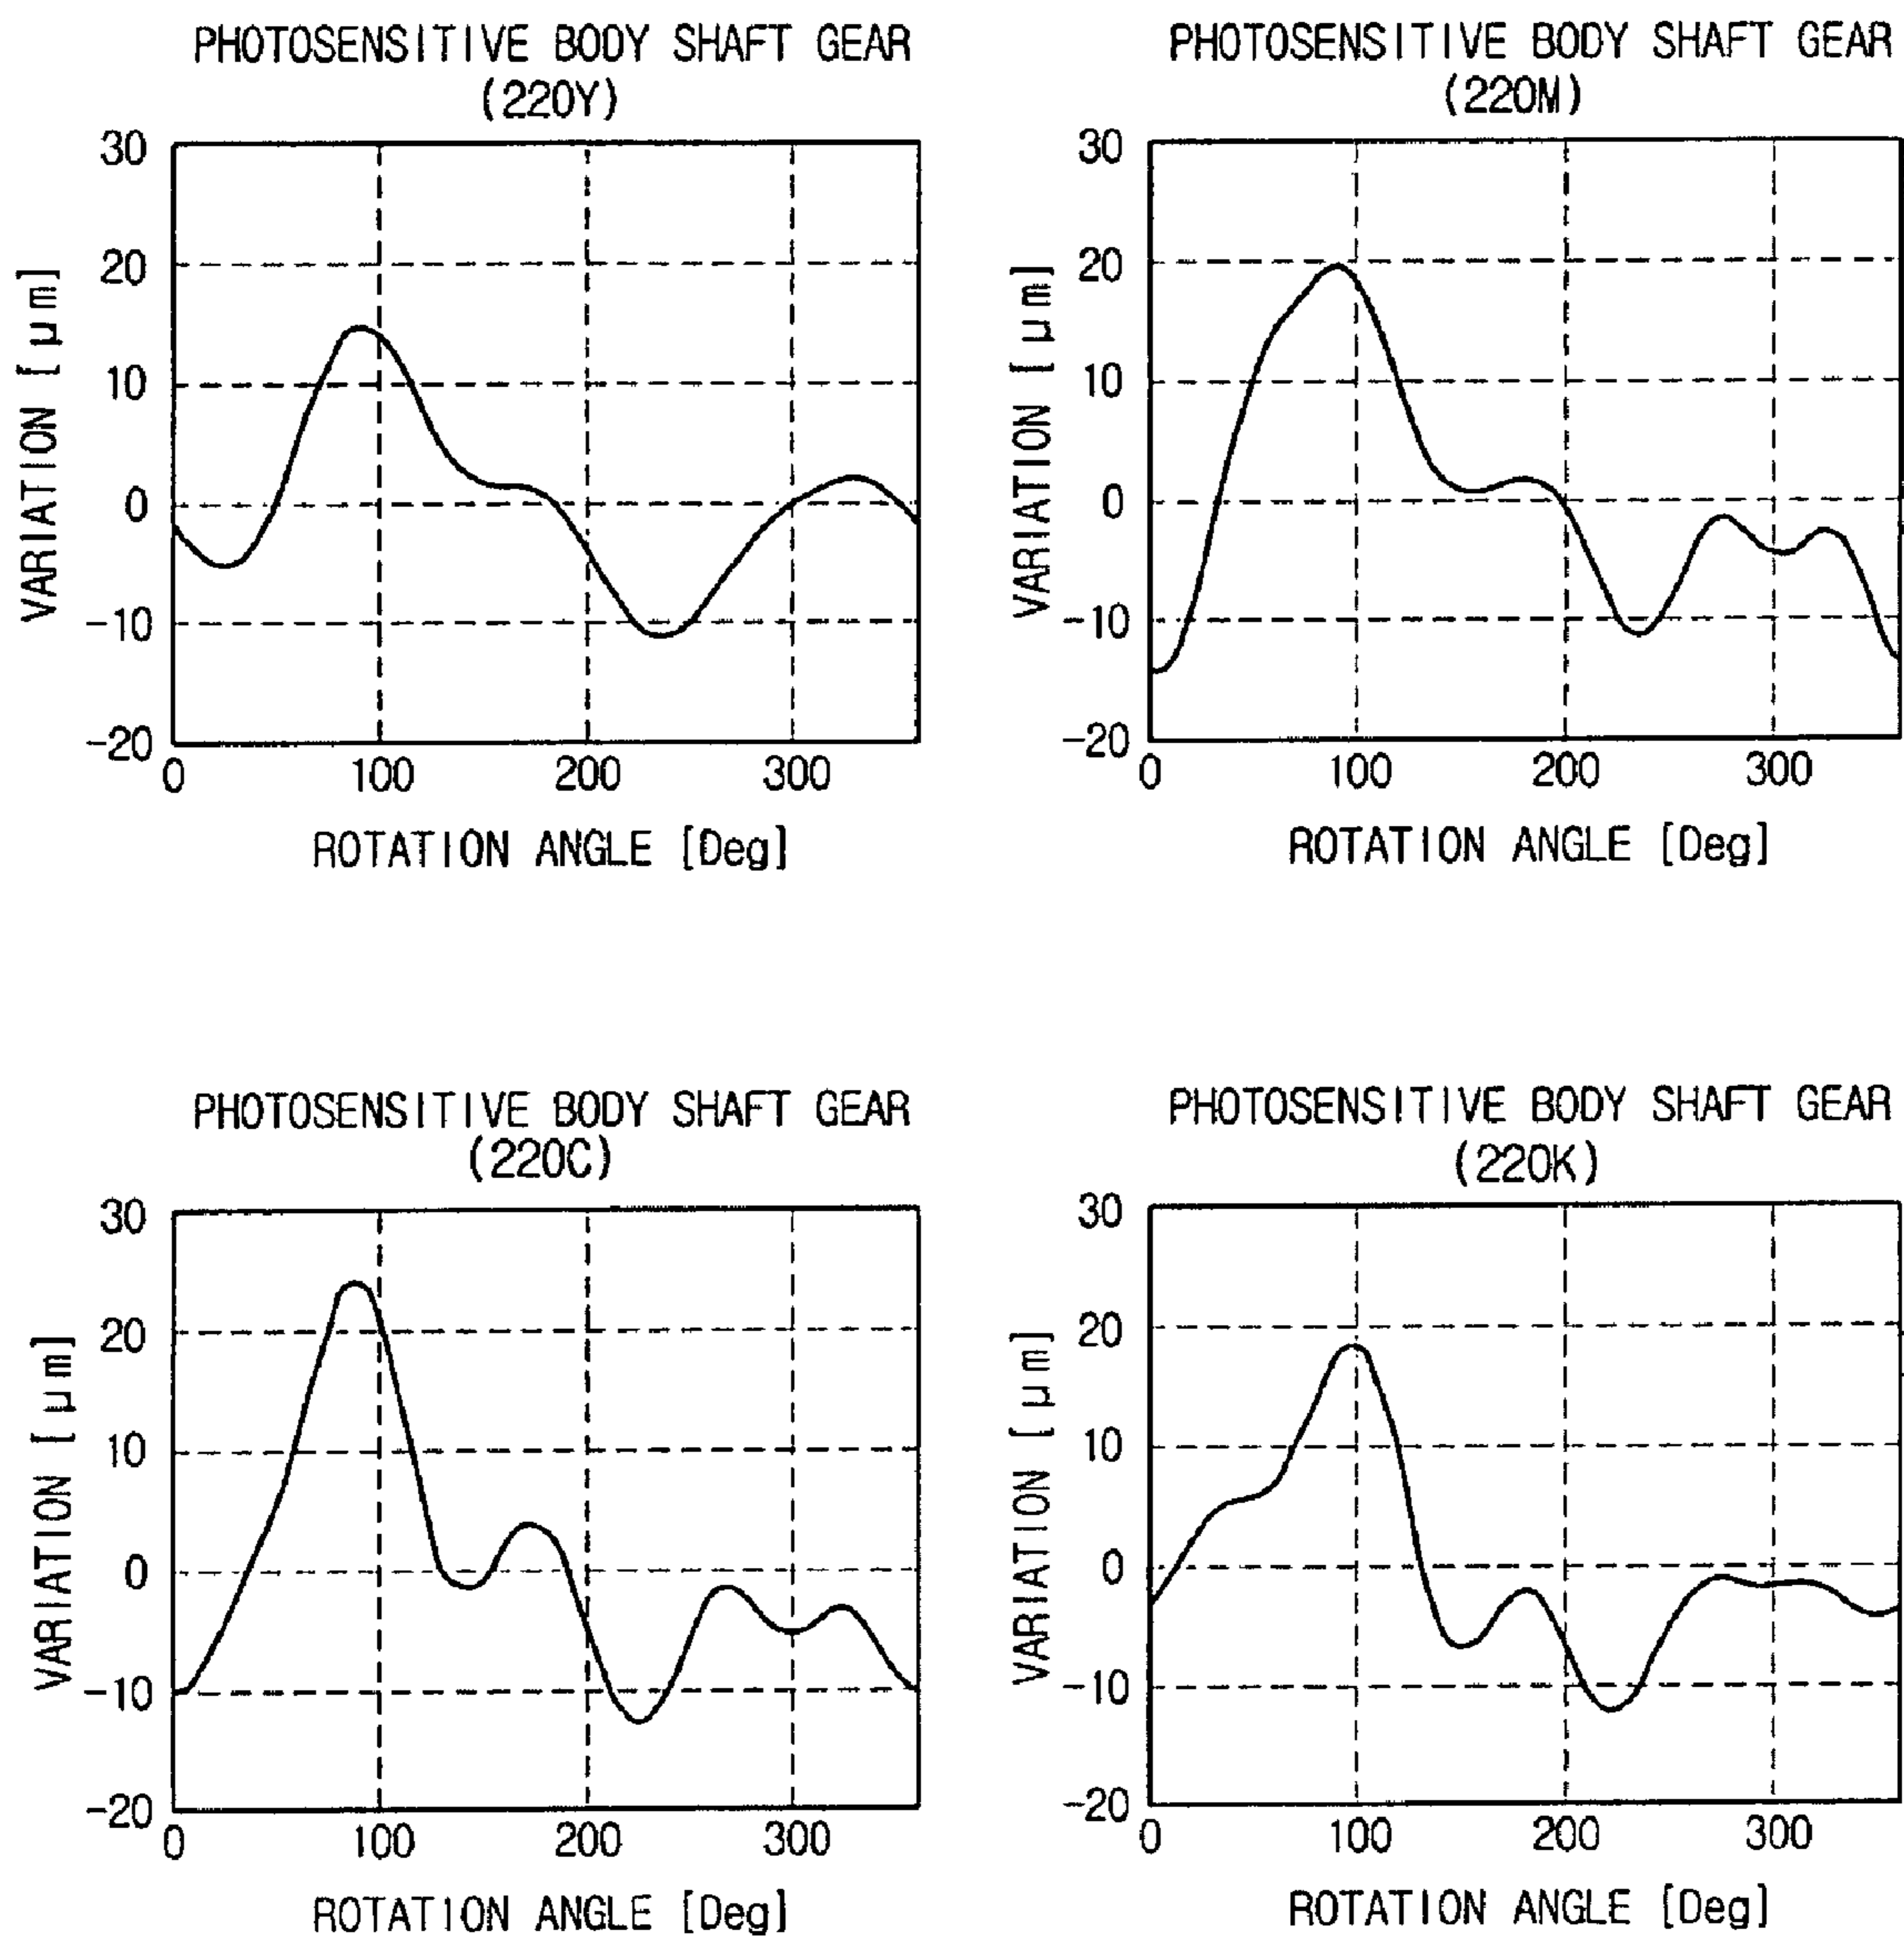 PHOTOSENSITIVE BODY SHAFT GEAR
(220Y)
30
20
10
0
-10
-20
VARIATION [μm]
0 100 200 300
ROTATION ANGLE [Deg]
PHOTOSENSITIVE BODY SHAFT GEAR
(220M)
30
20
10
0
-10
-20
VARIATION [μm]
0 100 200 300
ROTATION ANGLE [Deg]
PHOTOSENSITIVE BODY SHAFT GEAR
(220C)
30
20
10
0
-10
-20
VARIATION [μm]
0 100 200 300
ROTATION ANGLE [Deg]
PHOTOSENSITIVE BODY SHAFT GEAR
(220K)
30
20
10
0
-10
-20
VARIATION [μm]
0 100 200 300
ROTATION ANGLE [Deg]